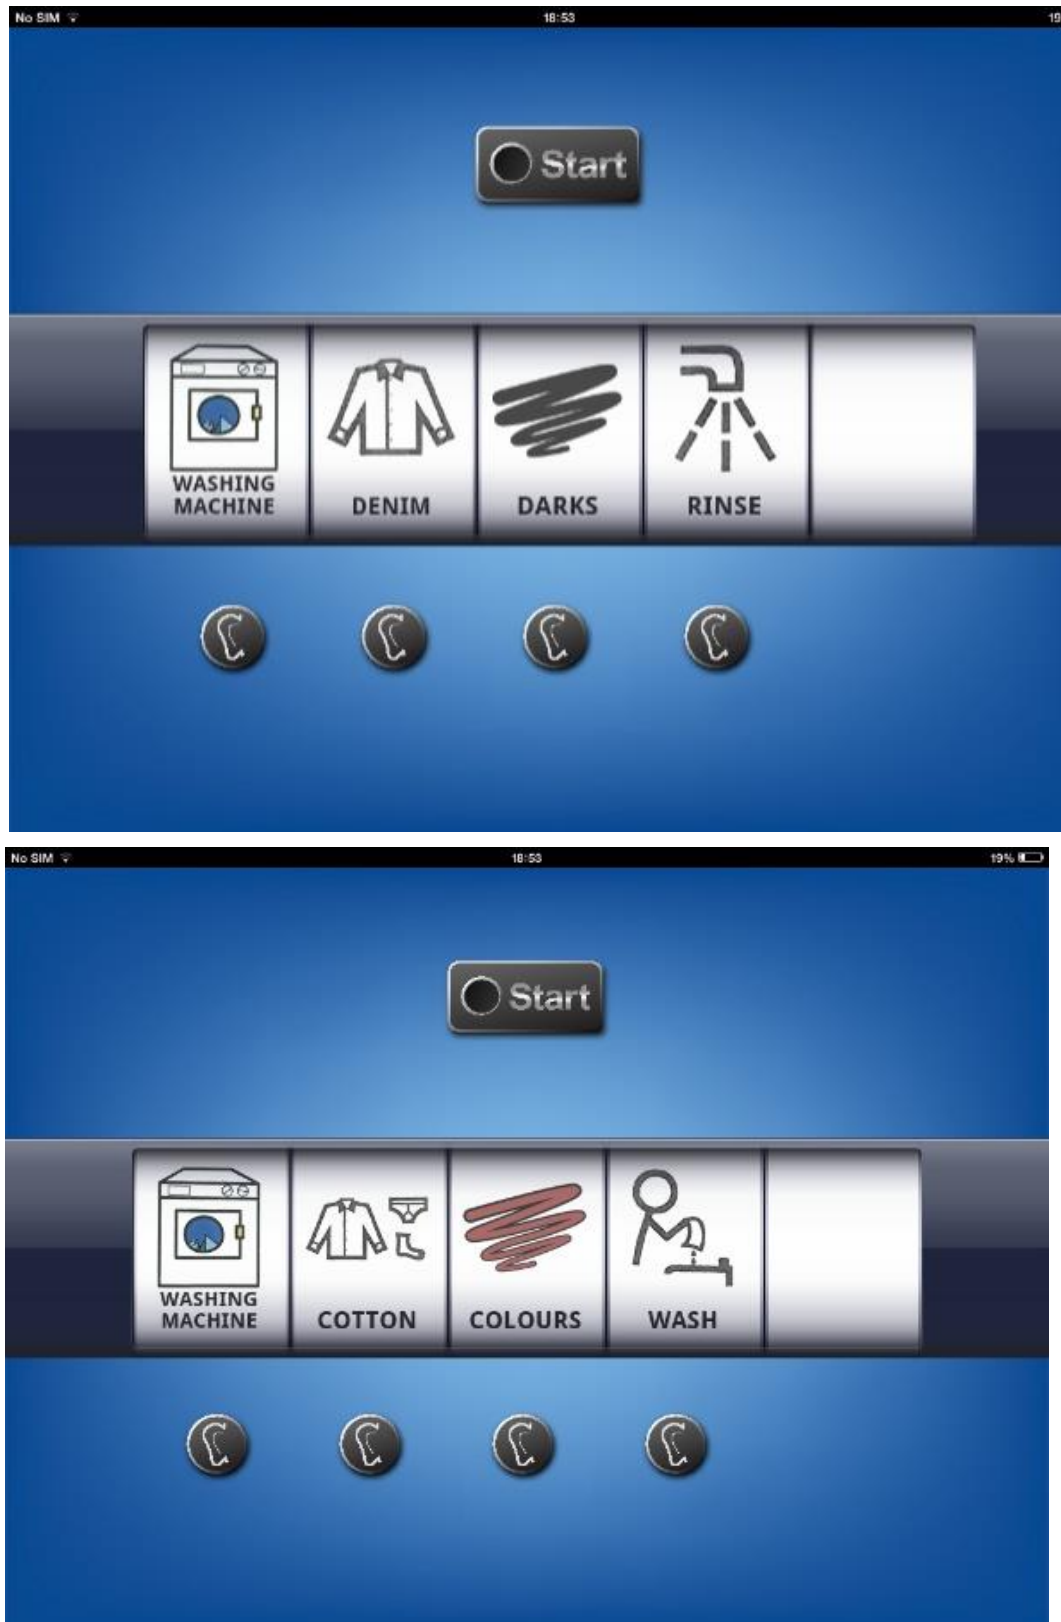 No SIM 18:53 19
Start
WASHING
MACHINE
DENIM
DARKS
RINSE
No SIM 18:53 19%
Start
WASHING
MACHINE
COTTON
COLOURS
WASH